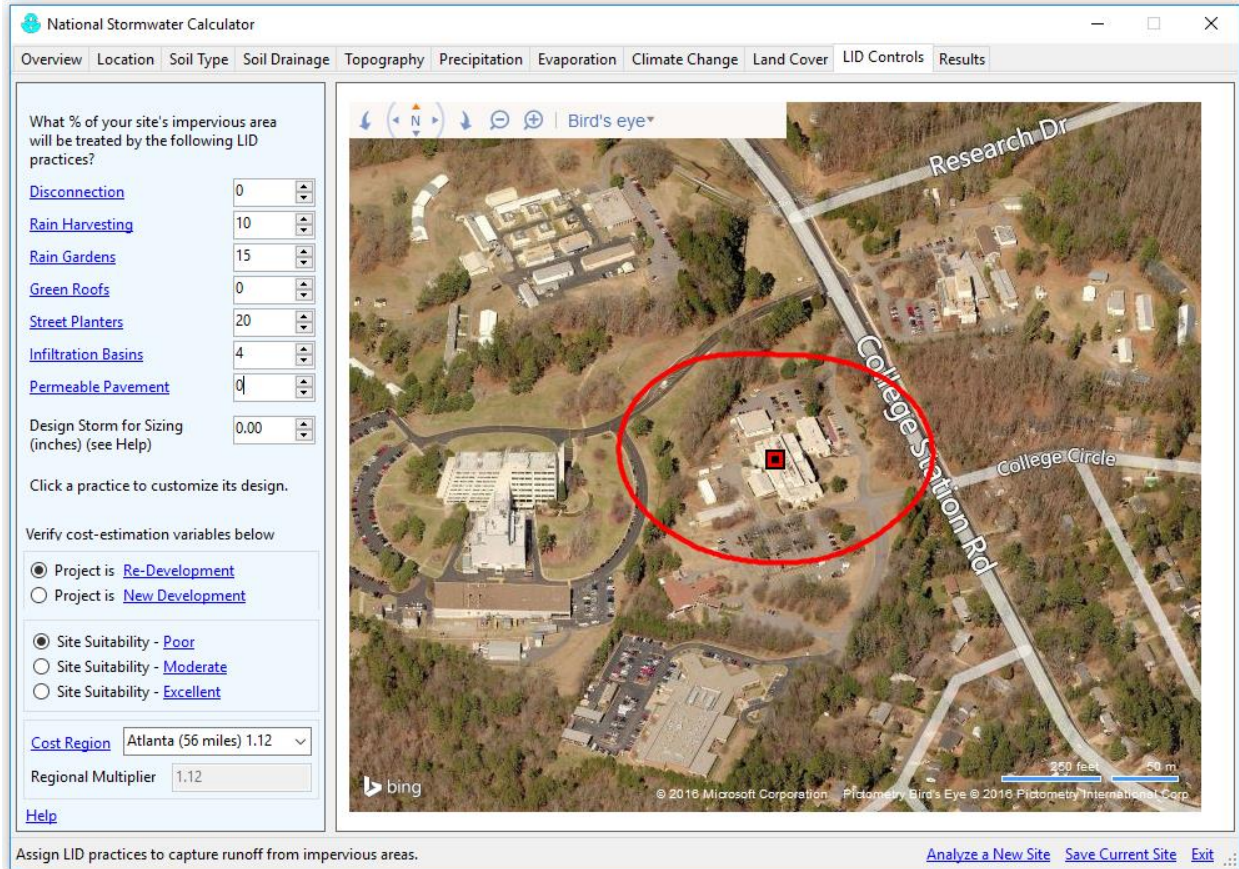 National Stormwater Calculator
Overview Location Soil Type Soil Drainage Topography Precipitation Evaporation Climate Change Land Cover LID Controls Results
What % of your site's impervious area
will be treated by the following LID
practices?
Disconnection 0
Rain Harvesting 10
Rain Gardens 15
Green Roofs 0
Street Planters 20
Infiltration Basins 4
Permeable Pavement 0
Design Storm for Sizing
(inches) (see Help) 0.00
Click a practice to customize its design.
Verify cost-estimation variables below
Project is Re-Development
Project is New Development
Site Suitability - Poor
Site Suitability - Moderate
Site Suitability - Excellent
Cost Region Atlanta (56 miles) 1.12
Regional Multiplier 1.12
Help
N Bird's eye
Research Dr
College Station Rd
College Circle
250 feet 50 m
bing
© 2016 Microsoft Corporation Pictometry Bird's Eye © 2016 Pictometry International Corp
Assign LID practices to capture runoff from impervious areas.
Analyze a New Site Save Current Site Exit